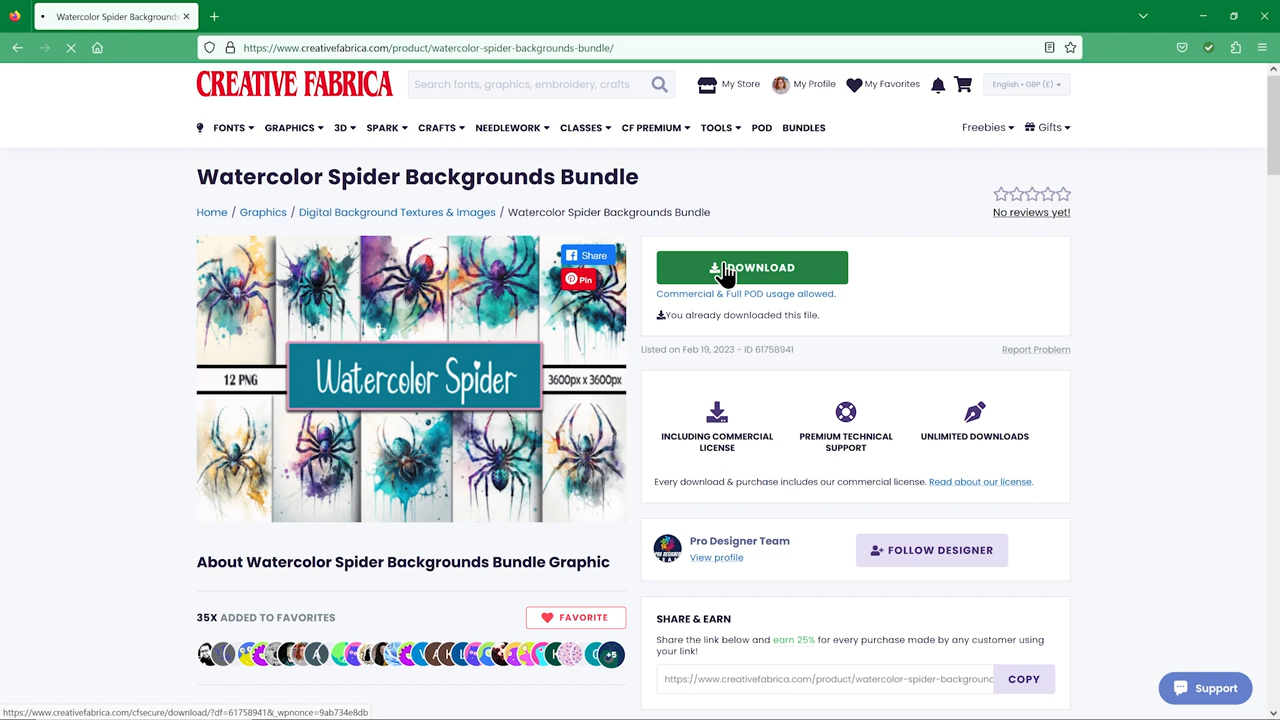 Watercolor Spider Backgrounds
https://www.creativefabrica.com/product/watercolor-spider-backgrounds-bundle/
CREATIVE FABRICA
Search fonts, graphics, embroidery, crafts
My Store
My Profile
My Favorites
English • GBP (£)
FONTS
GRAPHICS
3D
SPARK
CRAFTS
NEEDLEWORK
CLASSES
CF PREMIUM
TOOLS
POD
BUNDLES
Freebies
Gifts
Watercolor Spider Backgrounds Bundle
No reviews yet!
Home / Graphics / Digital Background Textures & Images / Watercolor Spider Backgrounds Bundle
Share
Pin
12 PNG
Watercolor Spider
3600px x 3600px
DOWNLOAD
Commercial & Full POD usage allowed.
You already downloaded this file.
Listed on Feb 19, 2023 - ID 61758941
Report Problem
INCLUDING COMMERCIAL
LICENSE
PREMIUM TECHNICAL
SUPPORT
UNLIMITED DOWNLOADS
Every download & purchase includes our commercial license. Read about our license.
Pro Designer Team
View profile
FOLLOW DESIGNER
About Watercolor Spider Backgrounds Bundle Graphic
35X ADDED TO FAVORITES
FAVORITE
+5
SHARE & EARN
Share the link below and earn 25% for every purchase made by any customer using
your link!
https://www.creativefabrica.com/product/watercolor-spider-background
COPY
Support
https://www.creativefabrica.com/cfsecure/download/?df=61758941&_wpnonce=9ab734e8db